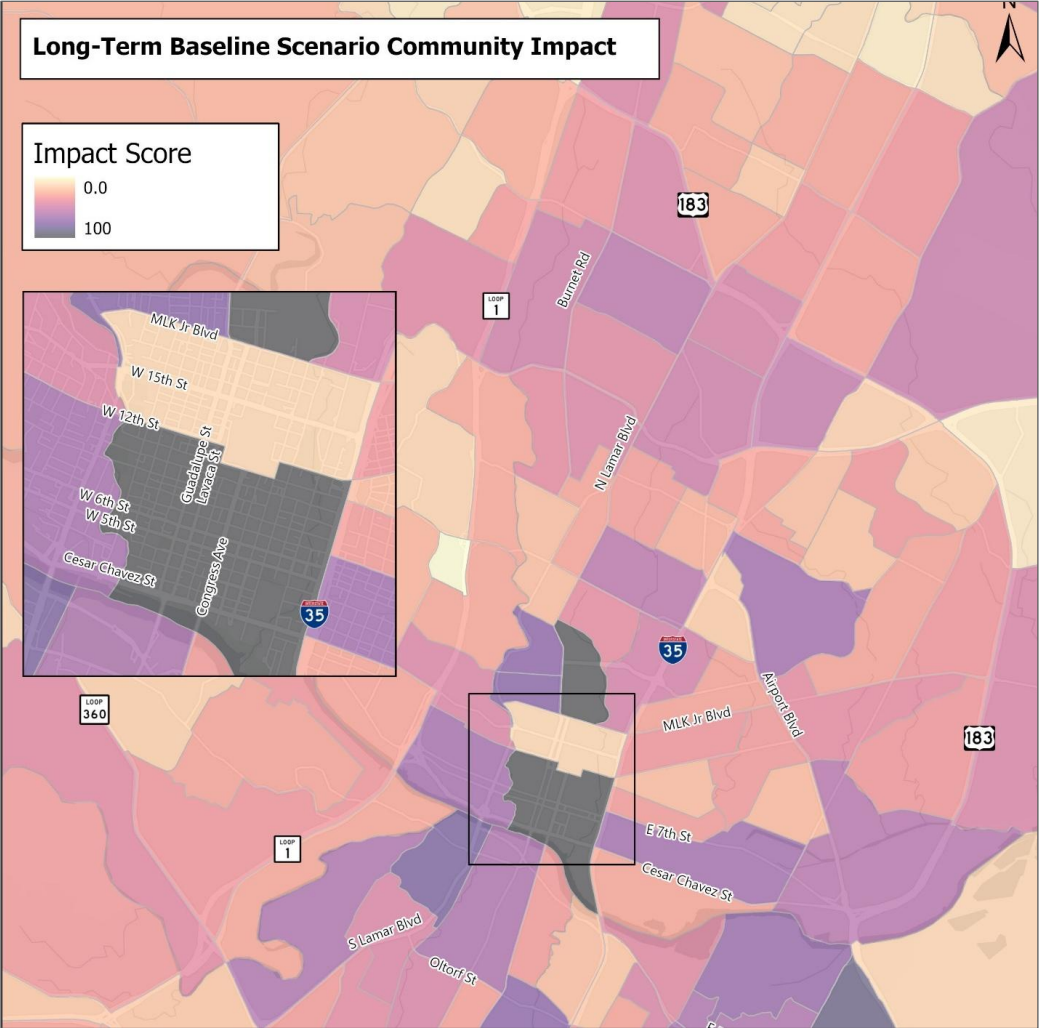 N
Long-Term Baseline Scenario Community Impact
Impact Score
0.0
100
183
Burnet Rd
LOOP
1
MLK Jr Blvd
W 15th St
W 12th St
Guadalupe St
Lavaca St
W 6th St
W 5th St
Cesar Chavez St
Congress Ave
35
N Lamar Blvd
35
LOOP
360
MLK Jr Blvd
Airport Blvd
183
LOOP
1
E 7th St
Cesar Chavez St
S Lamar Blvd
Oltorf St